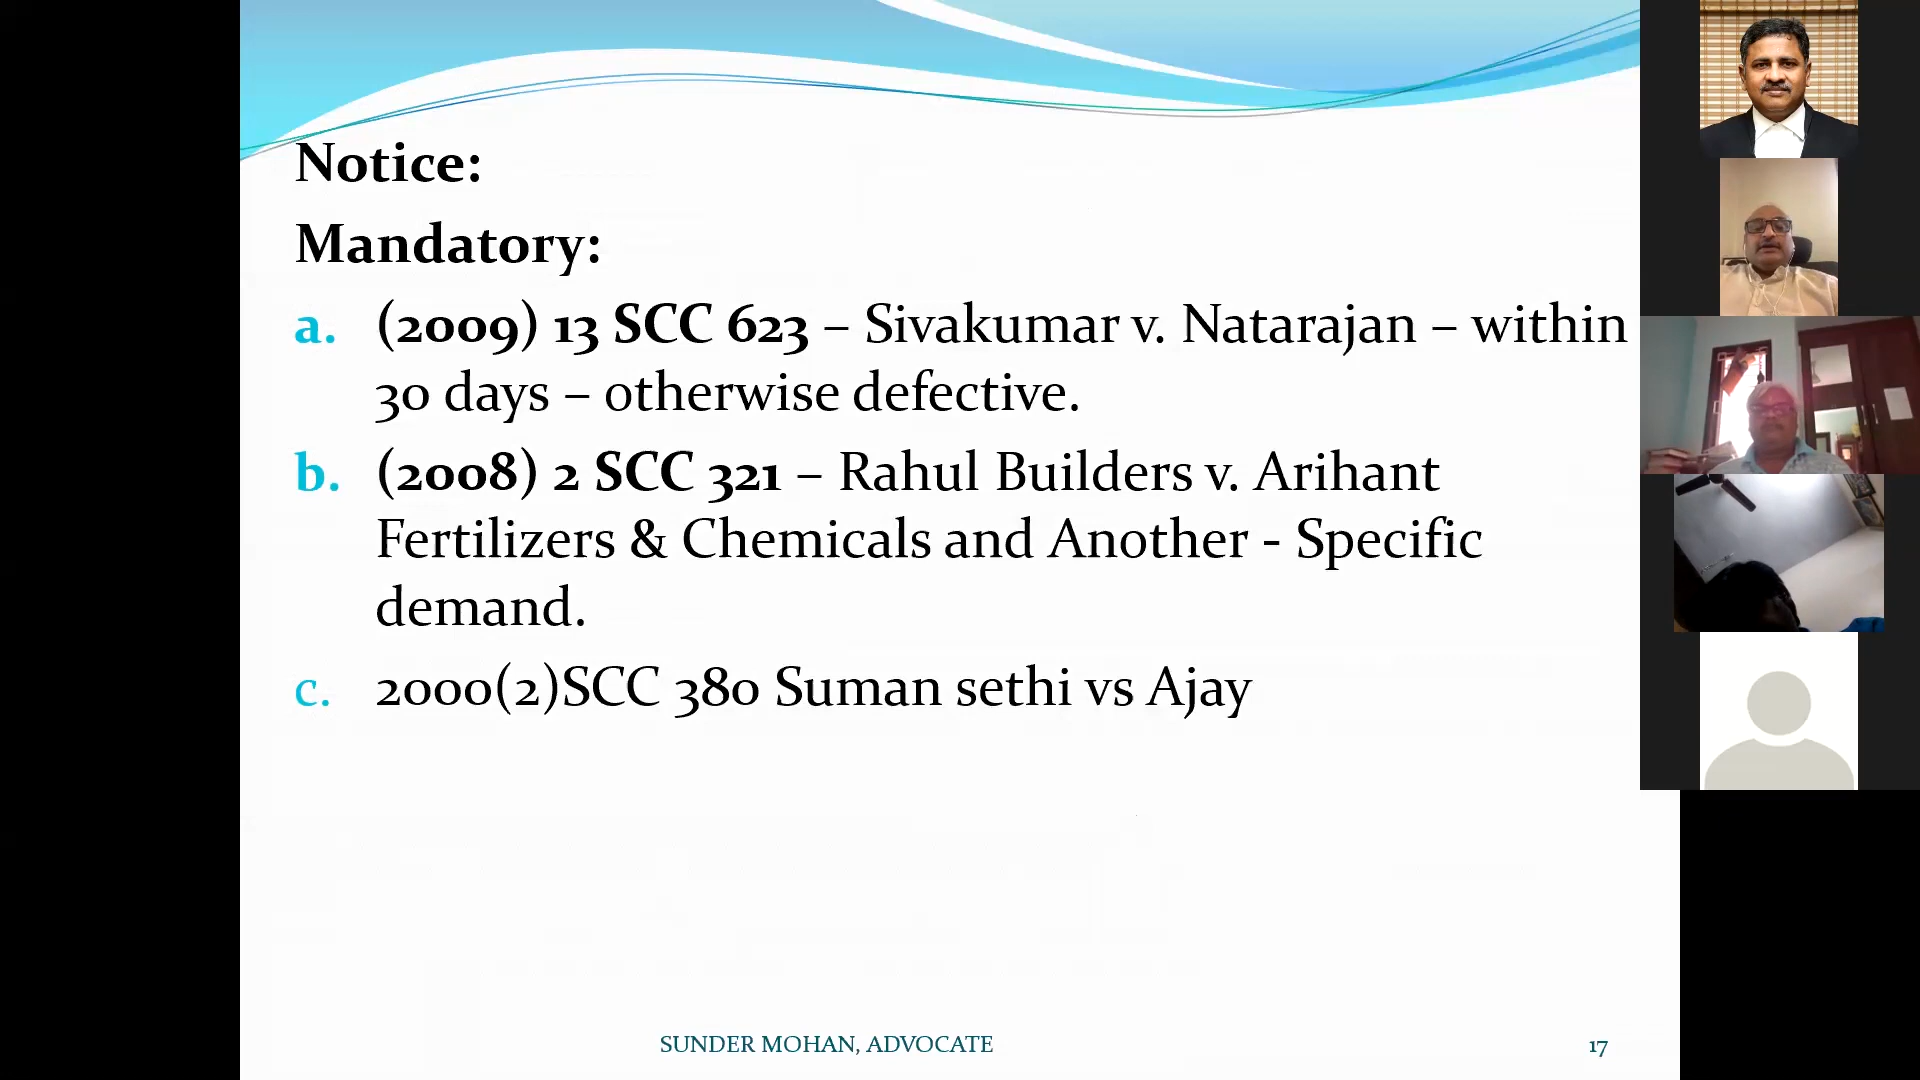 Notice:
Mandatory:
a. (2009) 13 SCC 623 – Sivakumar v. Natarajan – within
30 days – otherwise defective.
b. (2008) 2 SCC 321 – Rahul Builders v. Arihant
Fertilizers & Chemicals and Another - Specific
demand.
c. 2000(2)SCC 380 Suman sethi vs Ajay
SUNDER MOHAN, ADVOCATE
17